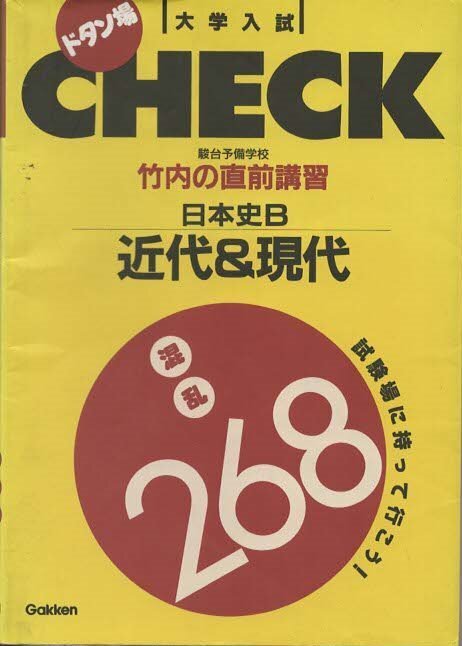 ドタン場
大学入試
CHECK
駿台予備学校
竹内の直前講習
日本史B
近代&現代
混乱
268
試験場に持って行こう!
Gakken